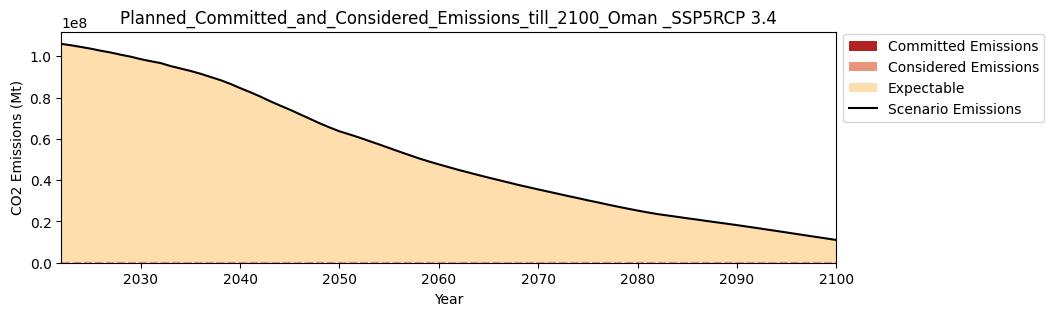 Planned_Committed_and_Considered_Emissions_till_2100_Oman _SSP5RCP 3.4
1e8
1.0
0.8
0.6
0.4
0.2
0.0
CO2 Emissions (Mt)
2030 2040 2050 2060 2070 2080 2090 2100
Year
Committed Emissions
Considered Emissions
Expectable
Scenario Emissions